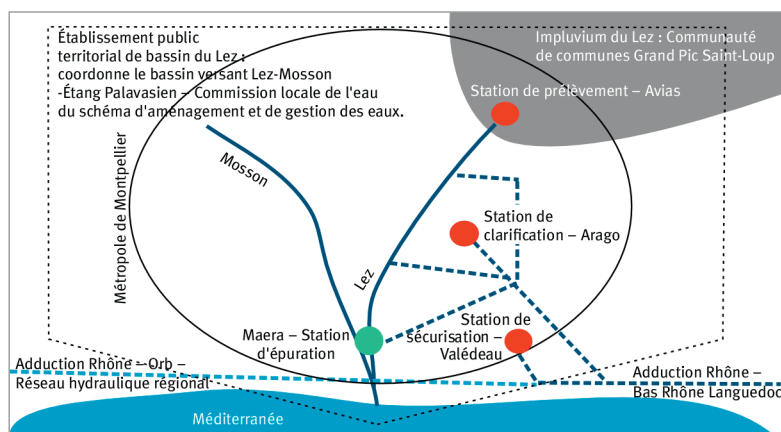 Établissement public
territorial de bassin du Lez :
coordonne le bassin versant Lez-Mosson
-Étang Palavasien – Commission locale de l'eau
du schéma d'aménagement et de gestion des eaux.
Impluvium du Lez : Communauté
de communes Grand Pic Saint-Loup
Station de prélèvement – Avias
Métropole de Montpellier
Mosson
Lez
Station de
clarification – Arago
Maera – Station
d'épuration
Station de
sécurisation –
Valédeau
Adduction Rhône – Orb –
Réseau hydraulique régional
Adduction Rhône –
Bas Rhône Languedoc
Méditerranée